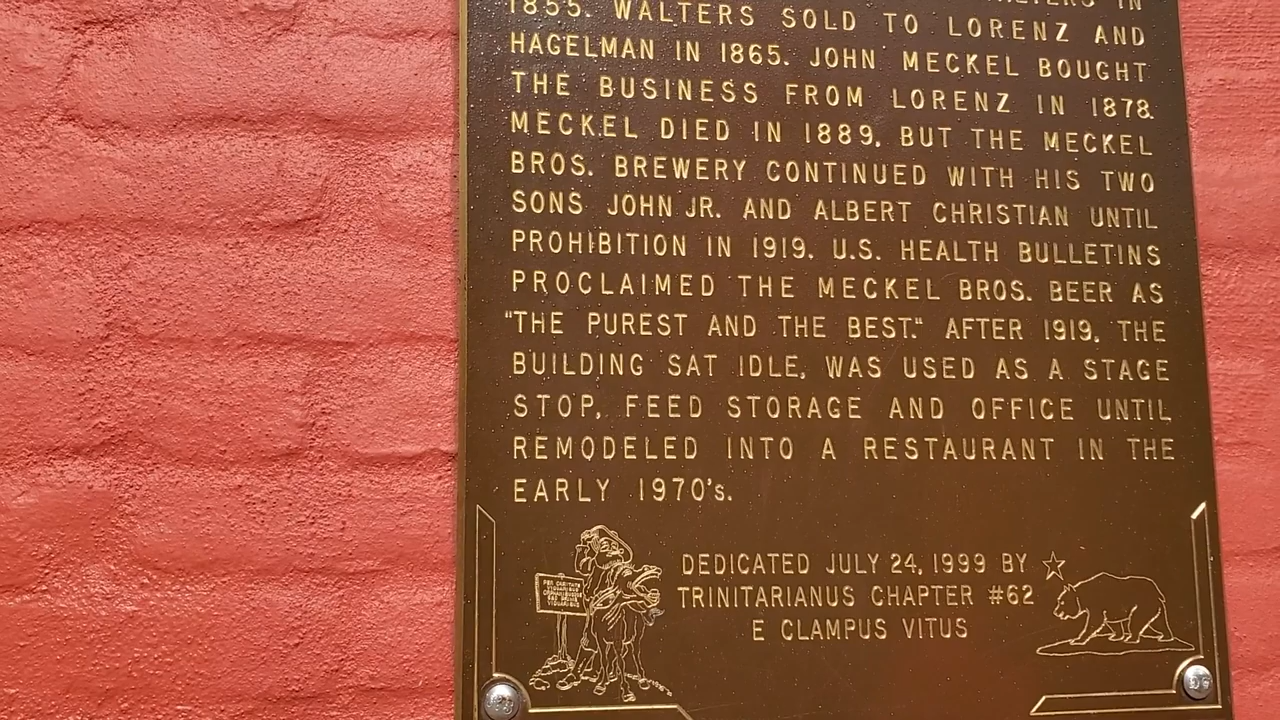 1855. WALTERS SOLD TO LORENZ AND
HAGELMAN IN 1865. JOHN MECKEL BOUGHT
THE BUSINESS FROM LORENZ IN 1878.
MECKEL DIED IN 1889, BUT THE MECKEL
BROS. BREWERY CONTINUED WITH HIS TWO
SONS JOHN JR. AND ALBERT CHRISTIAN UNTIL
PROHIBITION IN 1919. U.S. HEALTH BULLETINS
PROCLAIMED THE MECKEL BROS. BEER AS
"THE PUREST AND THE BEST." AFTER 1919, THE
BUILDING SAT IDLE, WAS USED AS A STAGE
STOP, FEED STORAGE AND OFFICE UNTIL
REMODELED INTO A RESTAURANT IN THE
EARLY 1970's.
DEDICATED JULY 24, 1999 BY
TRINITARIANUS CHAPTER #62
E CLAMPUS VITUS